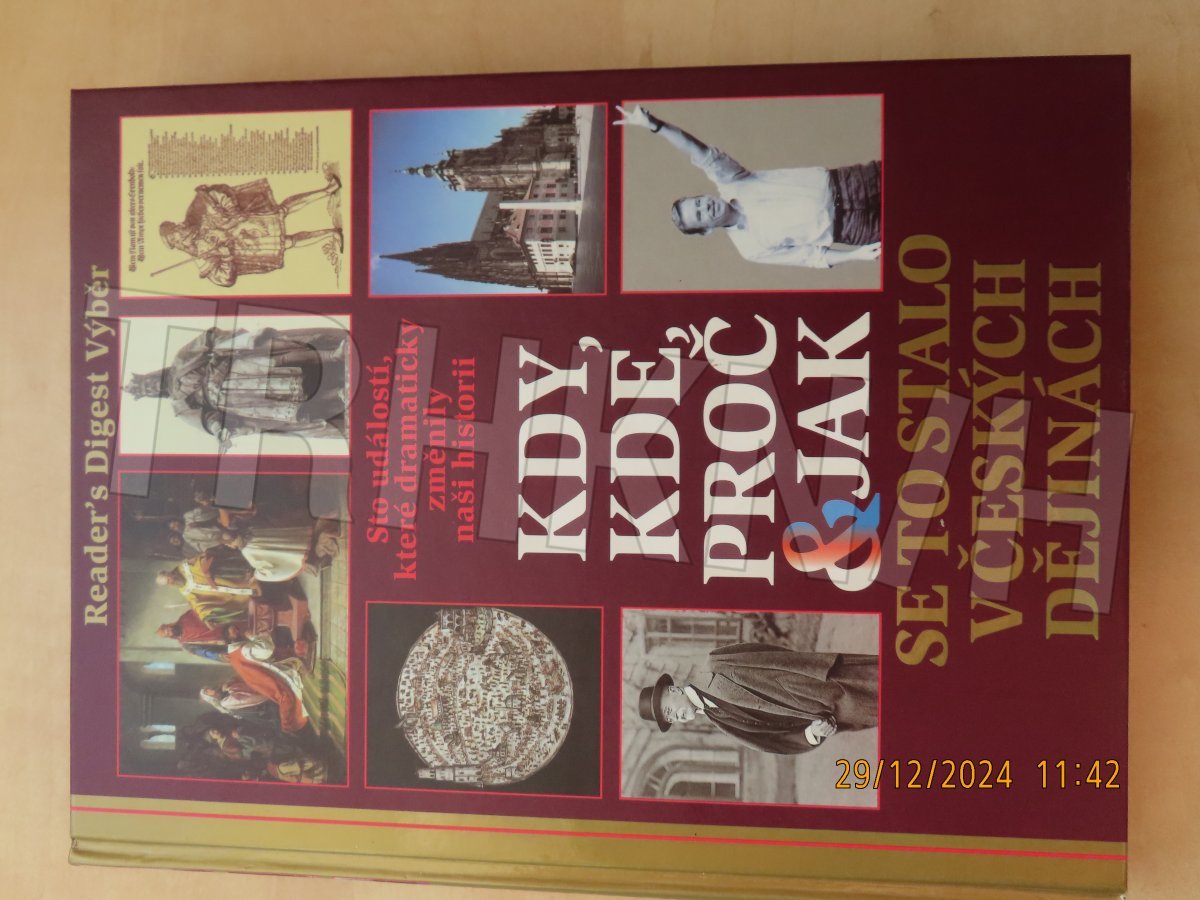 Reader's Digest Výběr
Sto událostí,
které dramaticky
změnily
naši historii
KDY,
KDE,
PROČ
&JAK
SE TO STALO
V ČESKÝCH
DĚJINÁCH
29/12/2024 11:42